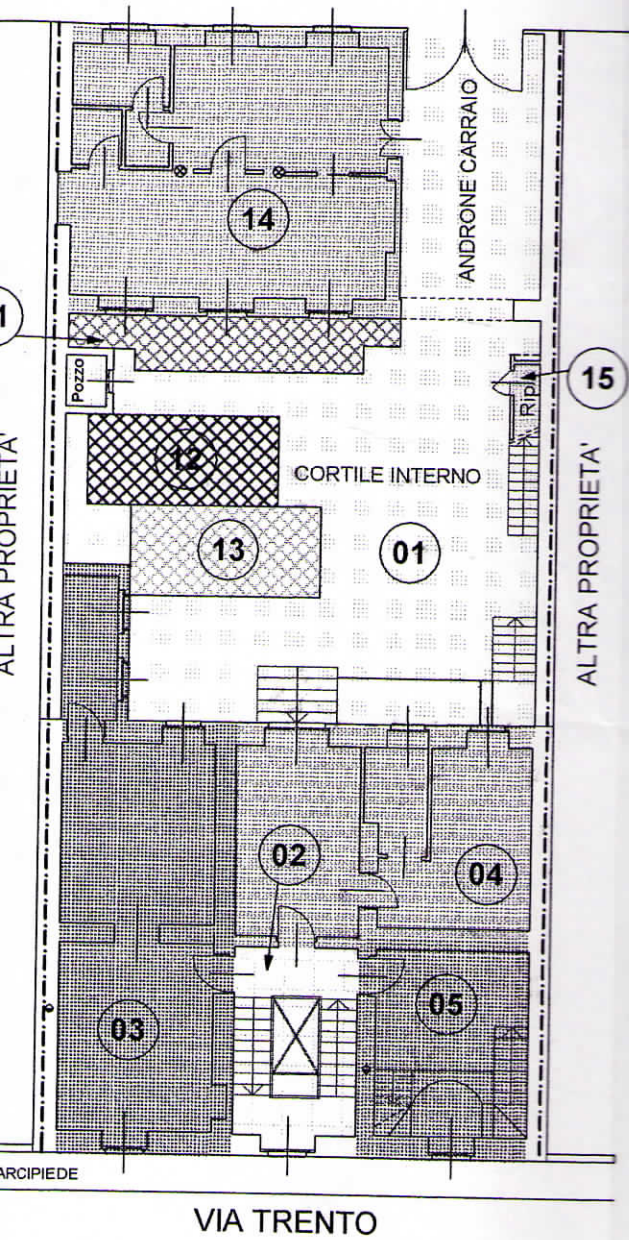 ANDRONE CARRAIO
14
1
15
Pozzo
Rip.
12
CORTILE INTERNO
13
01
ALTRA PROPRIETA'
ALTRA PROPRIETA'
02
04
03
05
ARCIPIEDE
VIA TRENTO